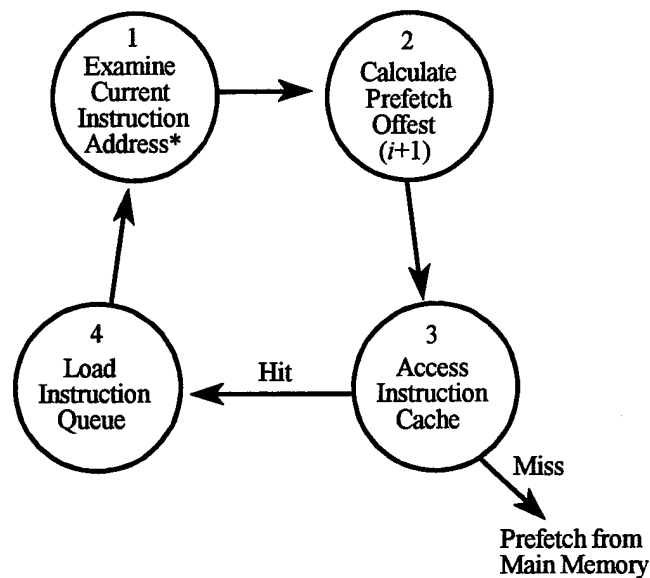 1
Examine
Current
Instruction
Address*
2
Calculate
Prefetch
Offest
(i+1)
3
Access
Instruction
Cache
Hit
4
Load
Instruction
Queue
Miss
Prefetch from
Main Memory